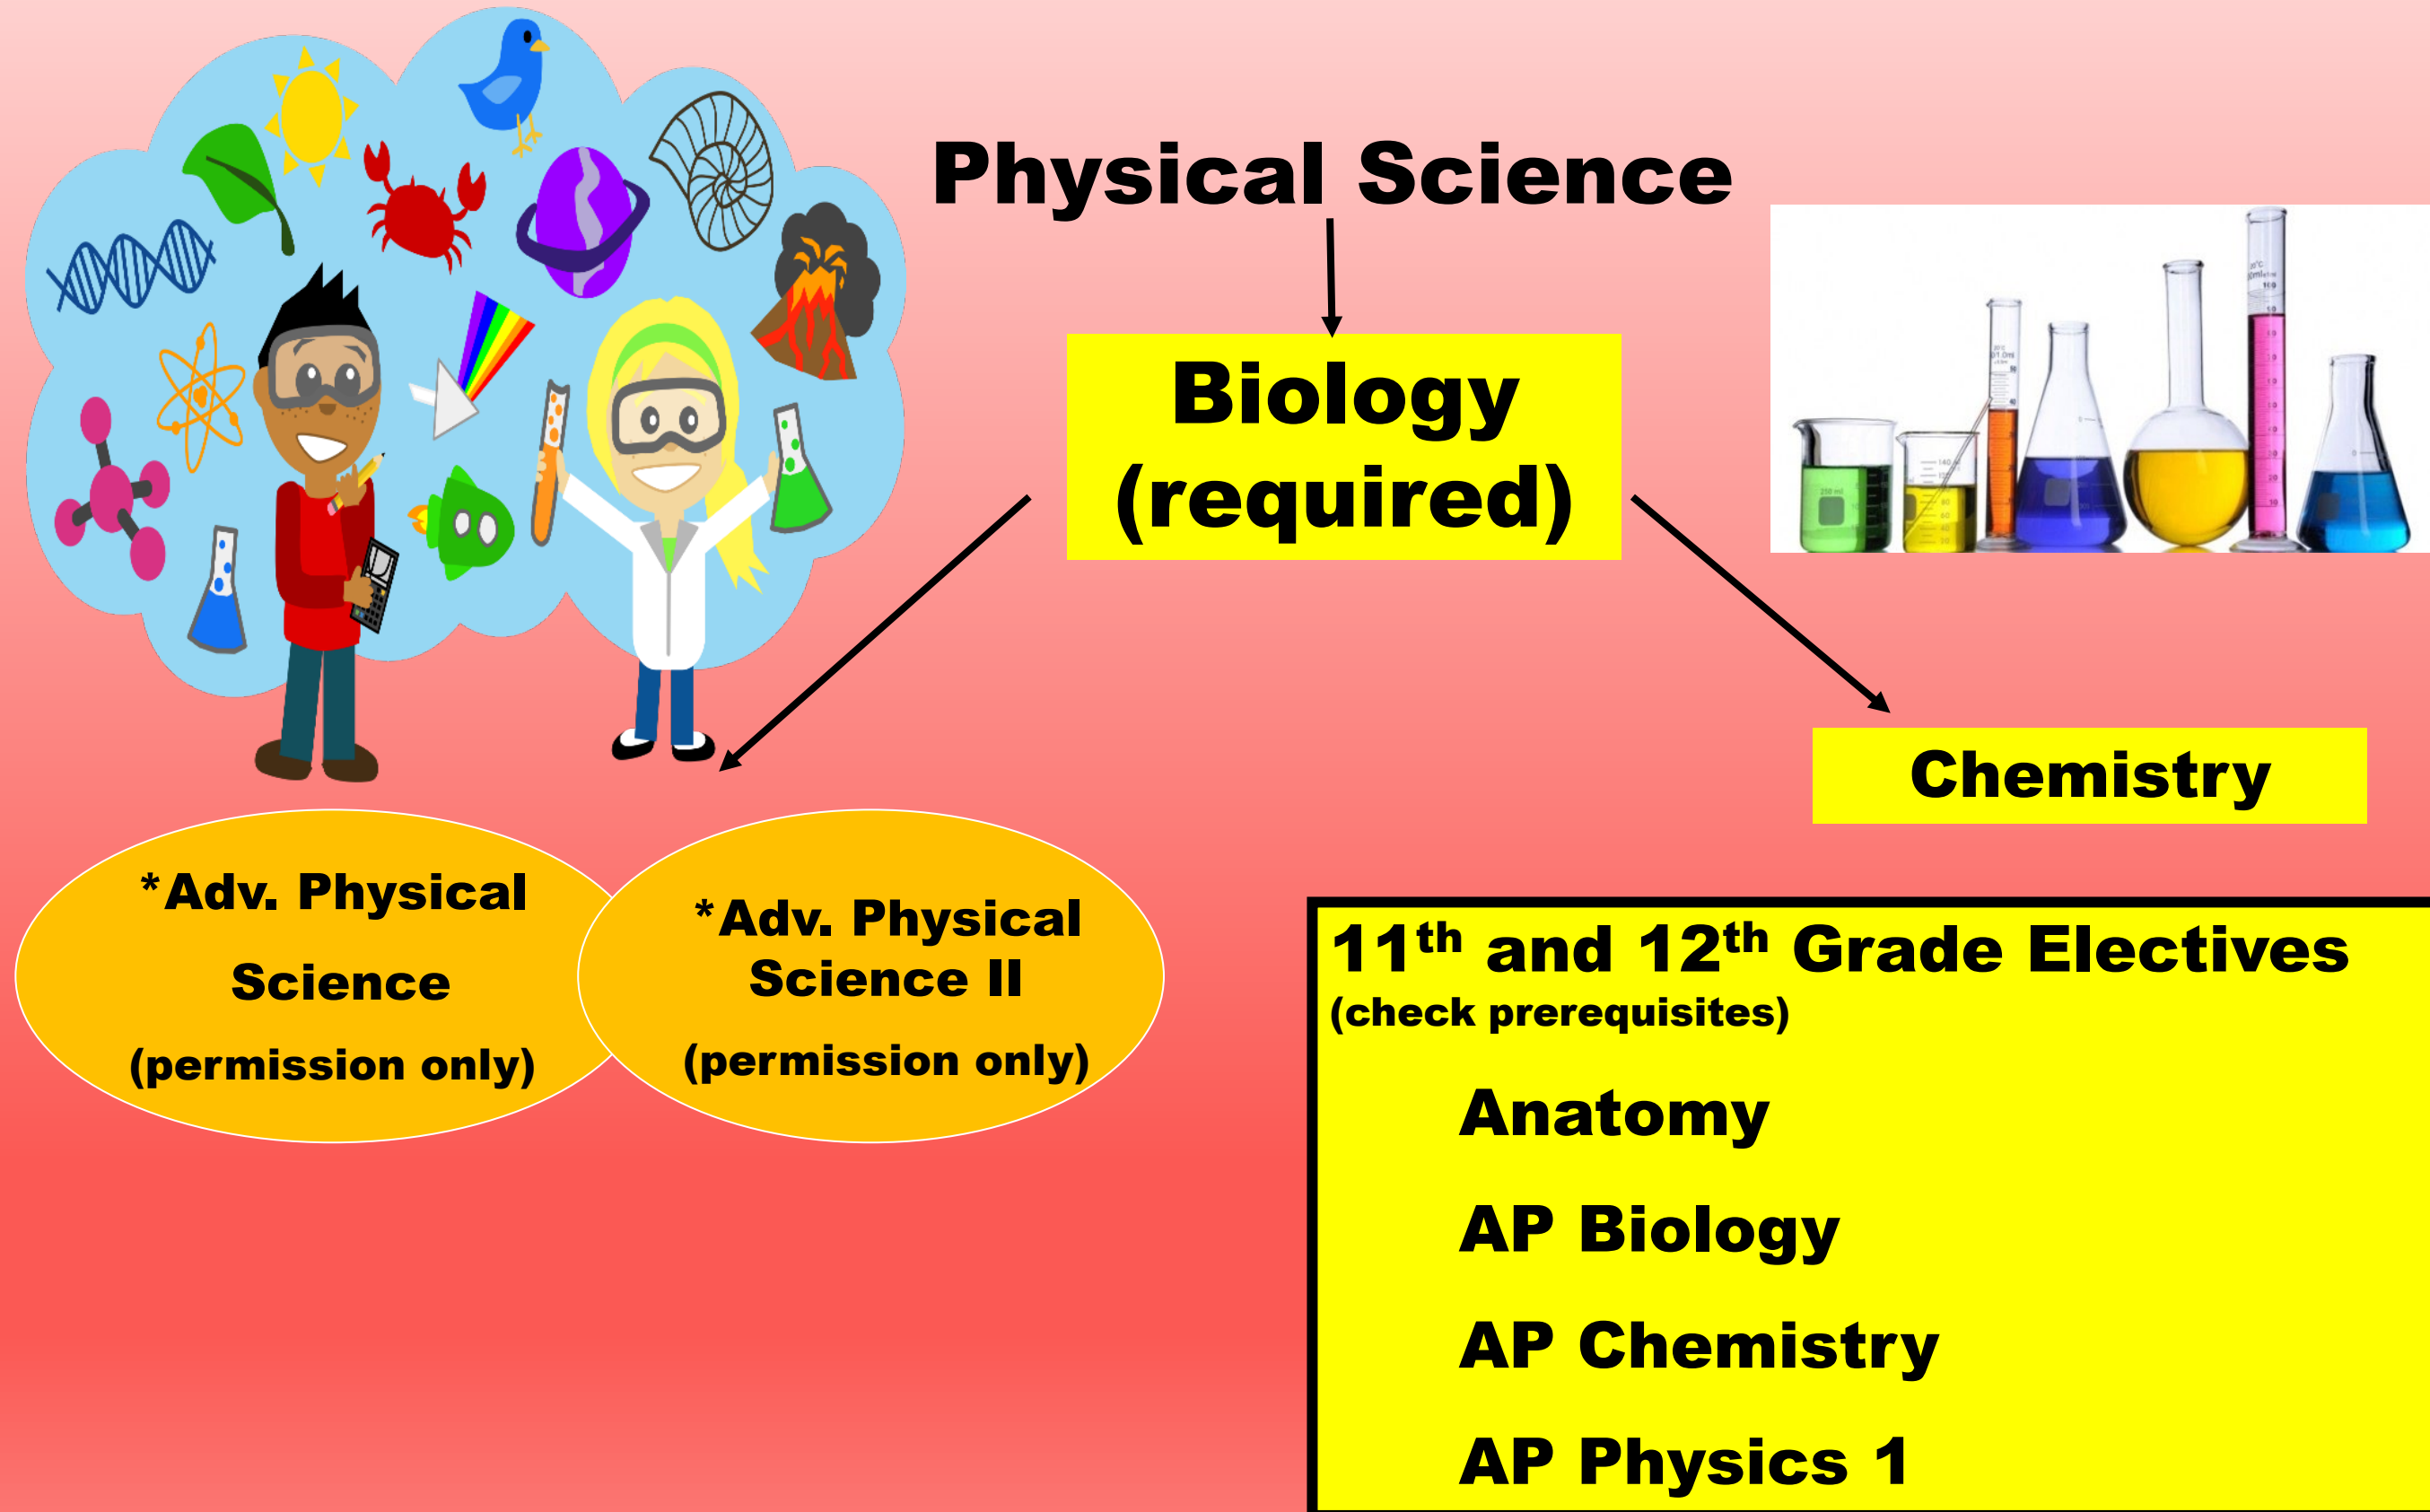 Physical Science
Biology
(required)
Chemistry
*Adv. Physical
Science
(permission only)
*Adv. Physical
Science II
(permission only)
11th and 12th Grade Electives
(check prerequisites)
Anatomy
AP Biology
AP Chemistry
AP Physics 1